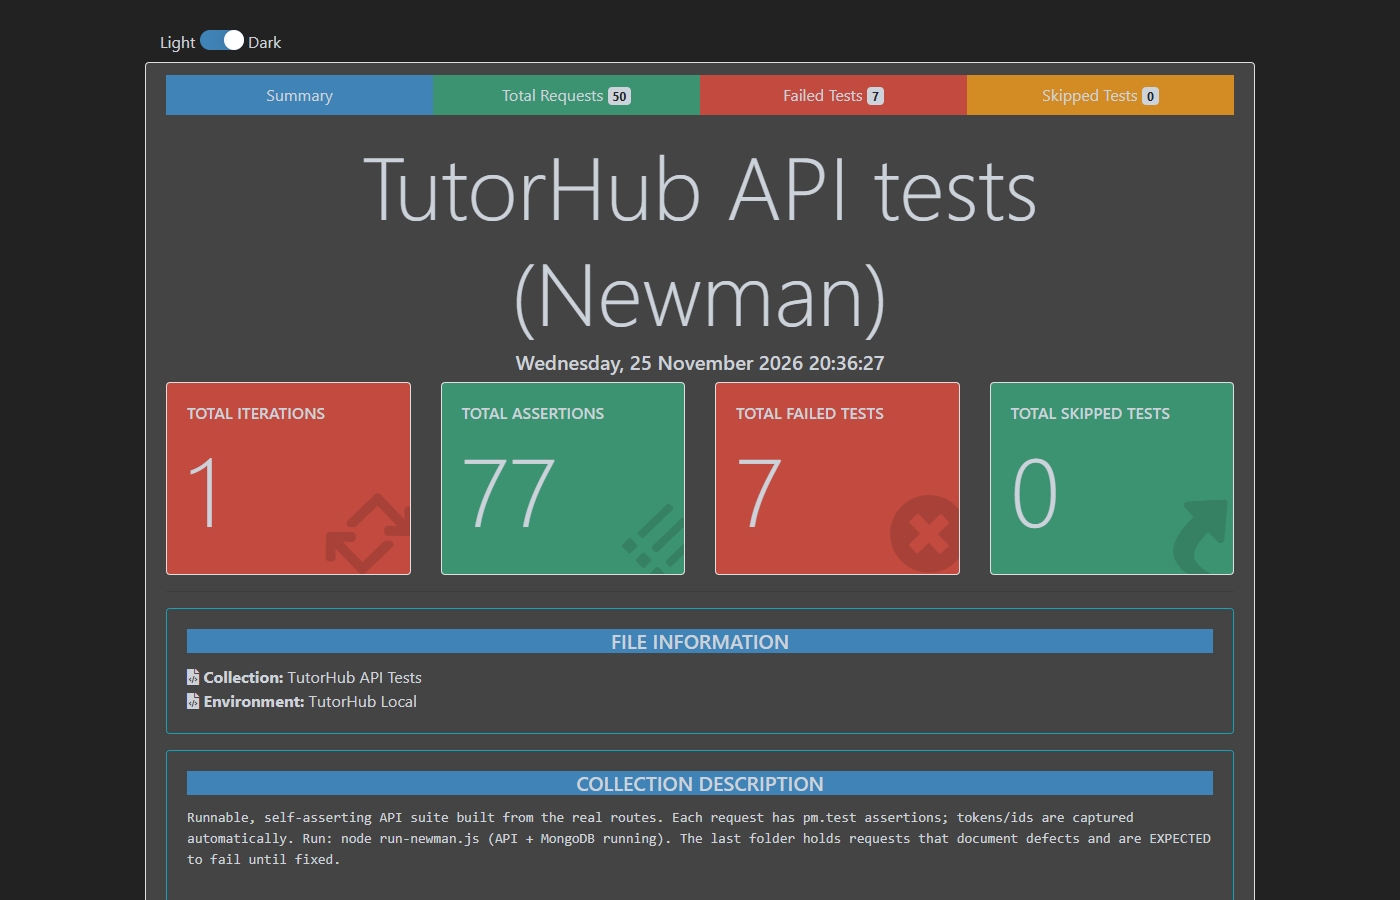 Light Dark
Summary Total Requests 50 Failed Tests 7 Skipped Tests 0
TutorHub API tests
(Newman)
Wednesday, 25 November 2026 20:36:27
TOTAL ITERATIONS
1
TOTAL ASSERTIONS
77
TOTAL FAILED TESTS
7
TOTAL SKIPPED TESTS
0
FILE INFORMATION
Collection: TutorHub API Tests
Environment: TutorHub Local
COLLECTION DESCRIPTION
Runnable, self-asserting API suite built from the real routes. Each request has pm.test assertions; tokens/ids are captured
automatically. Run: node run-newman.js (API + MongoDB running). The last folder holds requests that document defects and are EXPECTED
to fail until fixed.